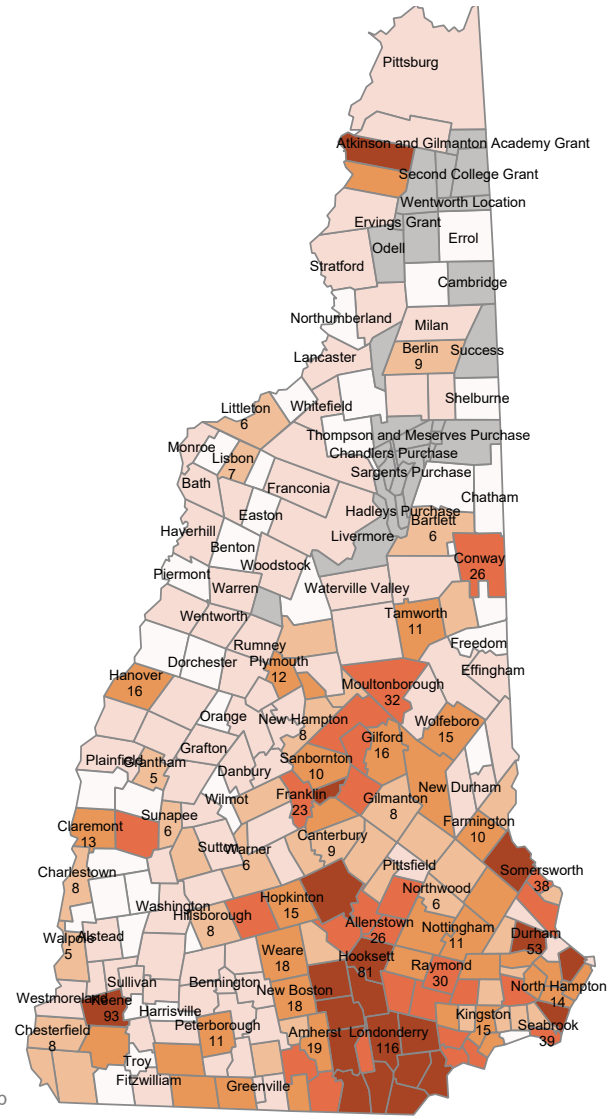 Pittsburg
Atkinson and Gilmanton Academy Grant
Second College Grant
Wentworth Location
Ervings Grant
Errol
Odell
Stratford
Cambridge
Northumberland
Milan
Berlin
9
Success
Lancaster
Shelburne
Whitefield
Littleton
6
Thompson and Meserves Purchase
Monroe
Chandlers Purchase
Lisbon
7
Sargents Purchase
Bath
Franconia
Chatham
Easton
Hadleys Purchase
Bartlett
6
Haverhill
Livermore
Benton
Conway
26
Woodstock
Piermont
Warren
Waterville Valley
Wentworth
Tamworth
11
Rumney
Freedom
Dorchester
Plymouth
12
Effingham
Hanover
16
Moultonborough
32
Orange
New Hampton
8
Wolfeboro
15
Gilford
16
Grafton
Plainfield
Grantham
5
Sanbornton
10
Danbury
New Durham
Franklin
23
Wilmot
Gilmanton
8
Sunapee
6
Farmington
10
Claremont
13
Canterbury
9
Sutton
Warner
6
Pittsfield
Charlestown
8
Somersworth
38
Northwood
6
Washington
Hopkinton
15
Hillsborough
8
Allenstown
26
Nottingham
11
Durham
53
Walpole
5
Alstead
Weare
18
Hooksett
81
Raymond
30
Sullivan
Bennington
New Boston
18
North Hampton
14
Westmoreland
Keene
93
Harrisville
Kingston
15
Peterborough
11
Seabrook
39
Chesterfield
8
Amherst
19
Londonderry
116
Troy
Fitzwilliam
Greenville